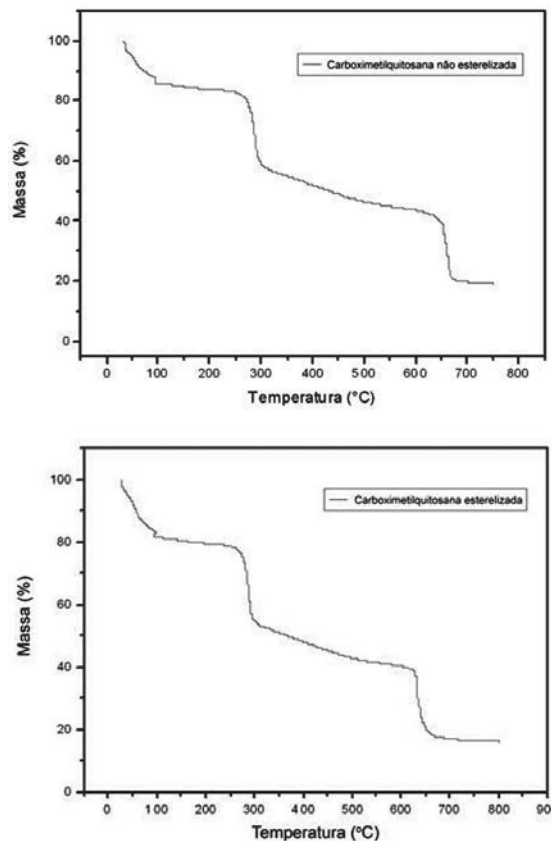 100
80
60
40
20
0
Massa (%)
Carboximetilquitosana não esterelizada
0 100 200 300 400 500 600 700 800
Temperatura (°C)
100
80
60
40
20
0
Massa (%)
Carboximetilquitosana esterelizada
0 100 200 300 400 500 600 700 800 90
Temperatura (ºC)